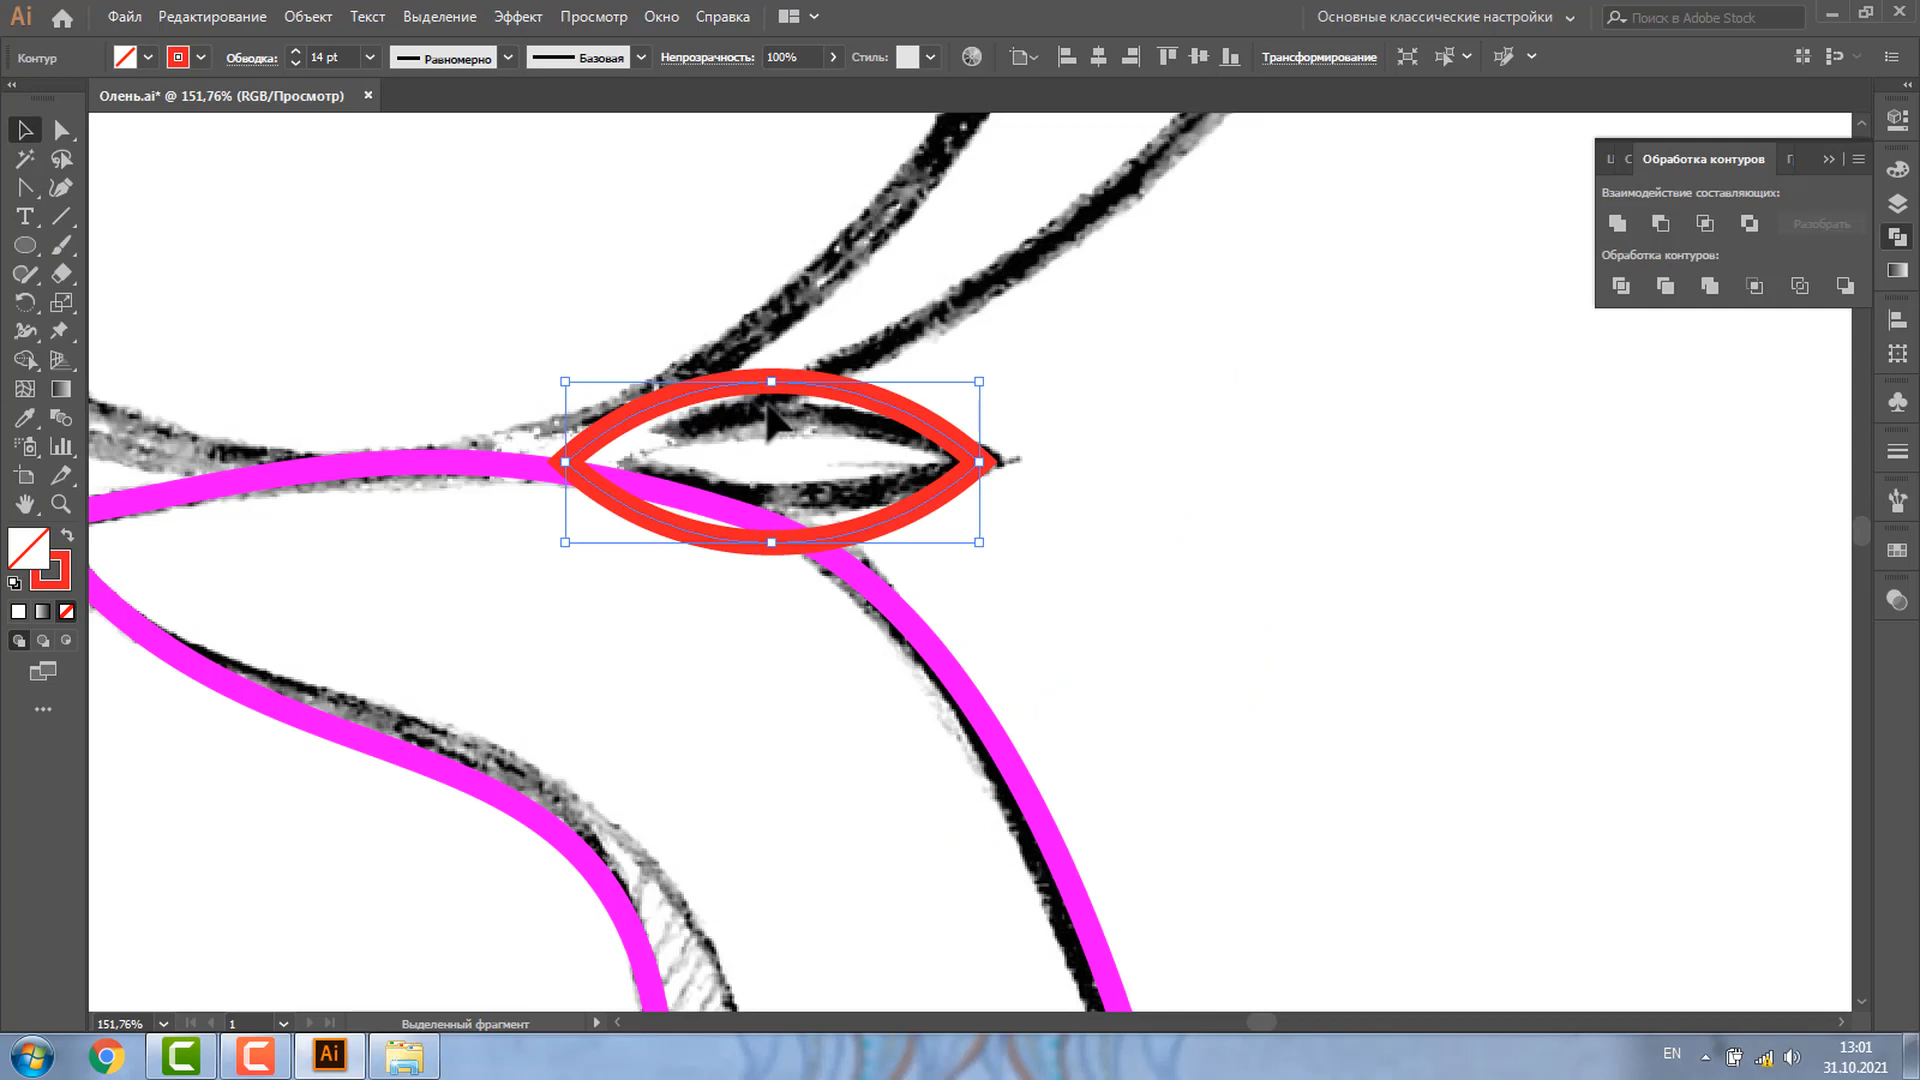 Ai Файл Редактирование Объект Текст Выделение Эффект Просмотр Окно Справка Основные классические настройки Поиск в Adobe Stock
Контур Обводка: 14 pt Равномерно Базовая Непрозрачность: 100% Стиль: Трансформирование
Олень.ai* @ 151,76% (RGB/Просмотр)
Обработка контуров
Взаимодействие составляющих:
Разобрать
Обработка контуров:
151,76% 1 Выделенный фрагмент
Ai EN 13:01
31.10.2021